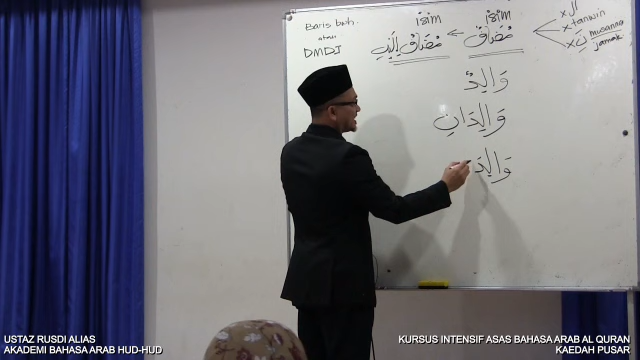 Baris bwh.
atau
DMDJ
isim
isim
مُضَافٌ ← مُضَافٌ إِلَيْهِ
x ال
x tanwin
x نِ musanna
jamak
وَالِدٌ
وَالِدَانِ
وَالِدَ
USTAZ RUSDI ALIAS
AKADEMI BAHASA ARAB HUD-HUD
KURSUS INTENSIF ASAS BAHASA ARAB AL QURAN
KAEDAH PUSAR